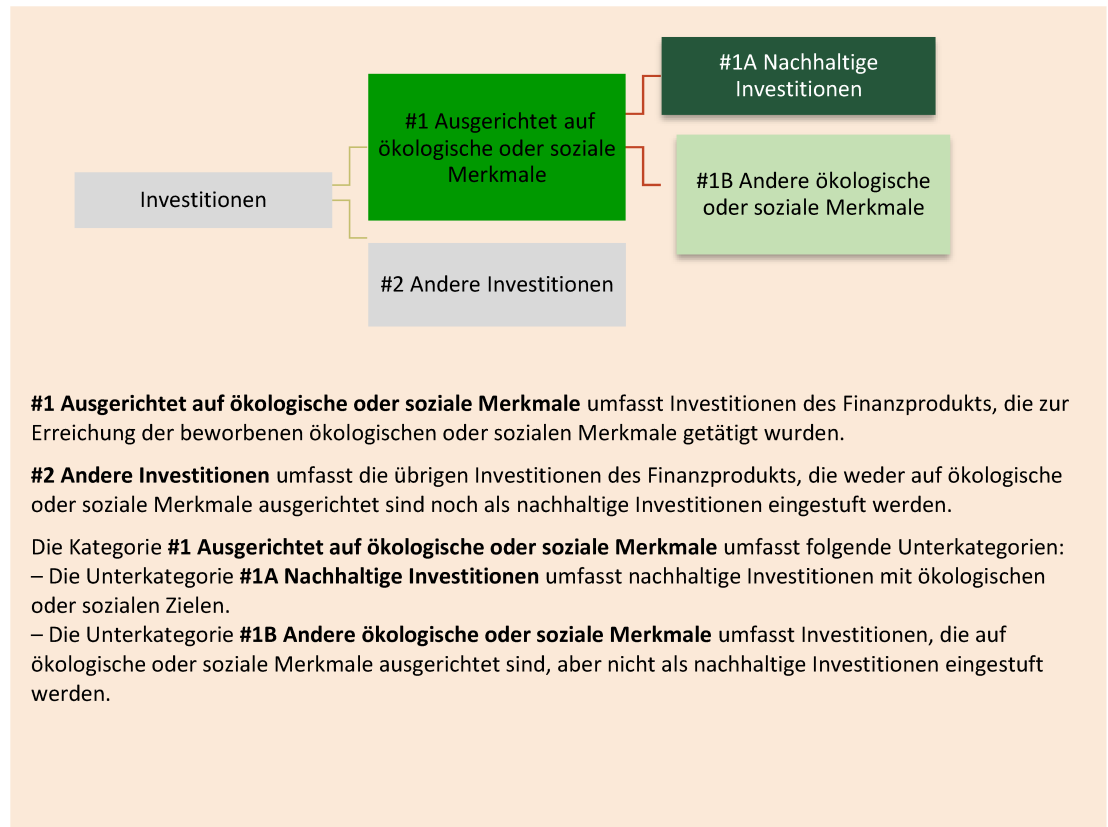 #1A Nachhaltige
Investitionen
#1 Ausgerichtet auf
ökologische oder soziale
Merkmale
#1B Andere ökologische
oder soziale Merkmale
Investitionen
#2 Andere Investitionen
#1 Ausgerichtet auf ökologische oder soziale Merkmale umfasst Investitionen des Finanzprodukts, die zur
Erreichung der beworbenen ökologischen oder sozialen Merkmale getätigt wurden.
#2 Andere Investitionen umfasst die übrigen Investitionen des Finanzprodukts, die weder auf ökologische
oder soziale Merkmale ausgerichtet sind noch als nachhaltige Investitionen eingestuft werden.
Die Kategorie #1 Ausgerichtet auf ökologische oder soziale Merkmale umfasst folgende Unterkategorien:
– Die Unterkategorie #1A Nachhaltige Investitionen umfasst nachhaltige Investitionen mit ökologischen
oder sozialen Zielen.
– Die Unterkategorie #1B Andere ökologische oder soziale Merkmale umfasst Investitionen, die auf
ökologische oder soziale Merkmale ausgerichtet sind, aber nicht als nachhaltige Investitionen eingestuft
werden.